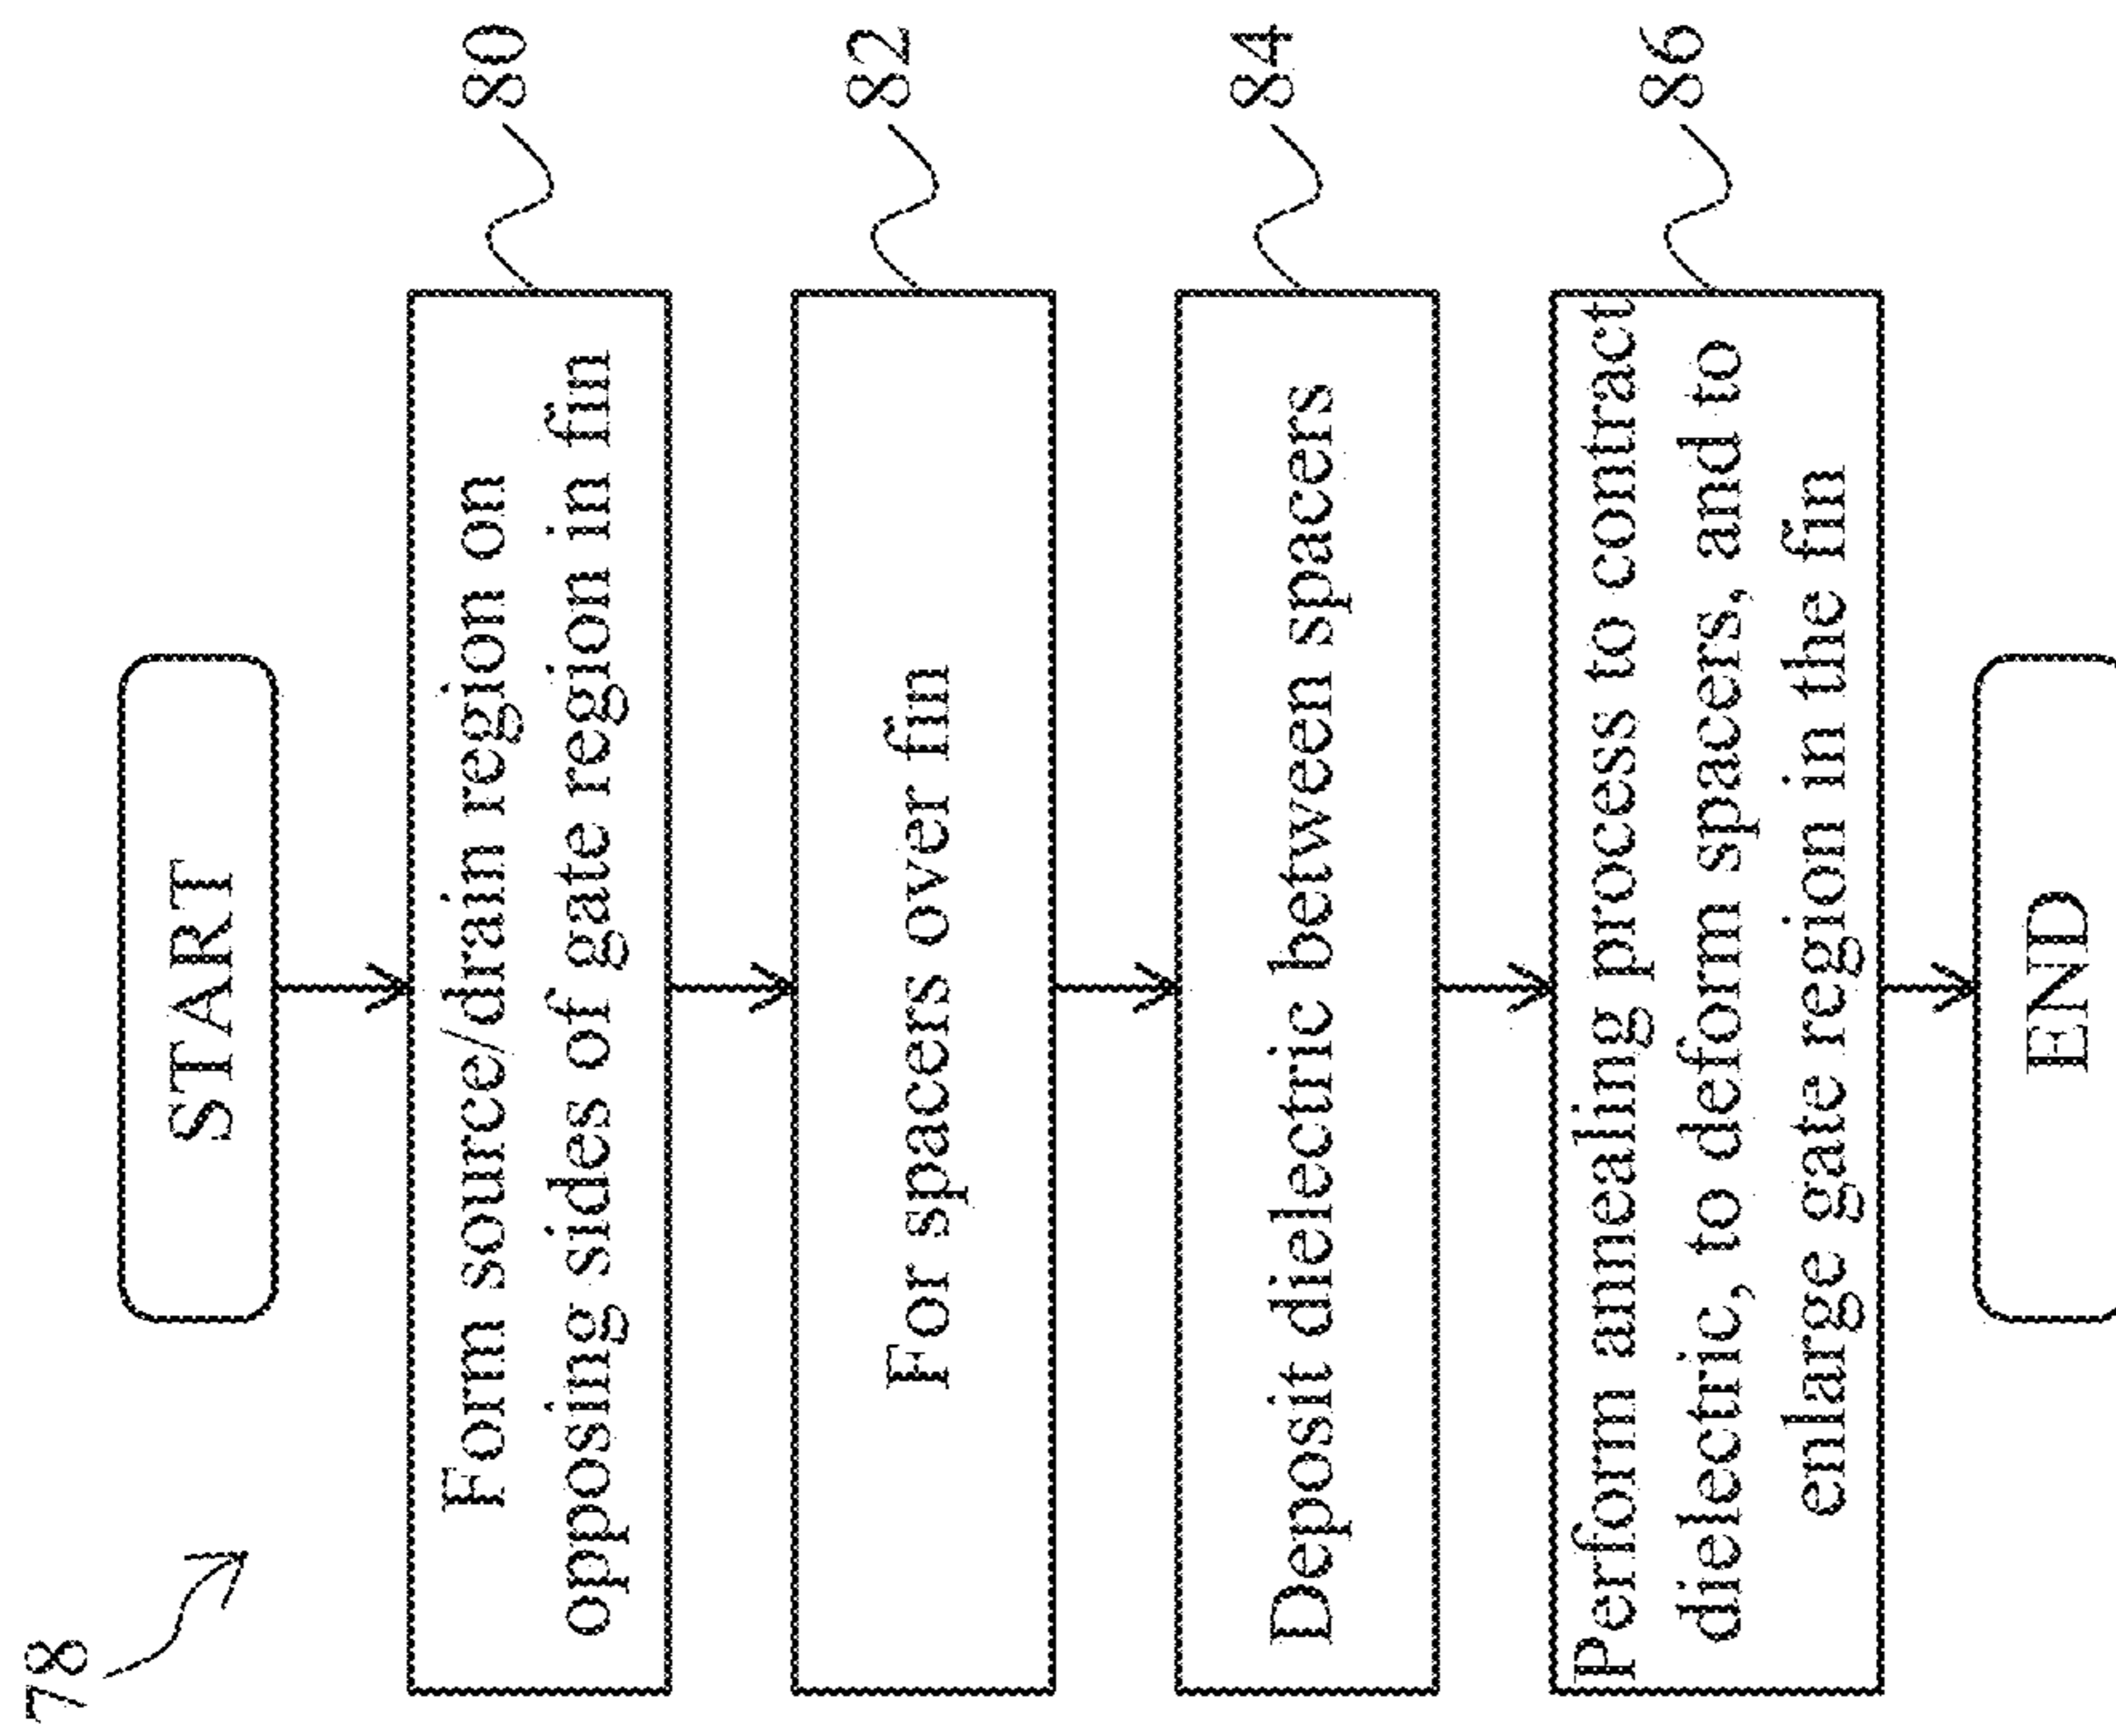 78
START
Form source/drain region on
opposing sides of gate region in fin
80
For spacers over fin
82
Deposit dielectric between spacers
84
Perform annealing process to contract
dielectric, to deform spacers, and to
enlarge gate region in the fin
86
END